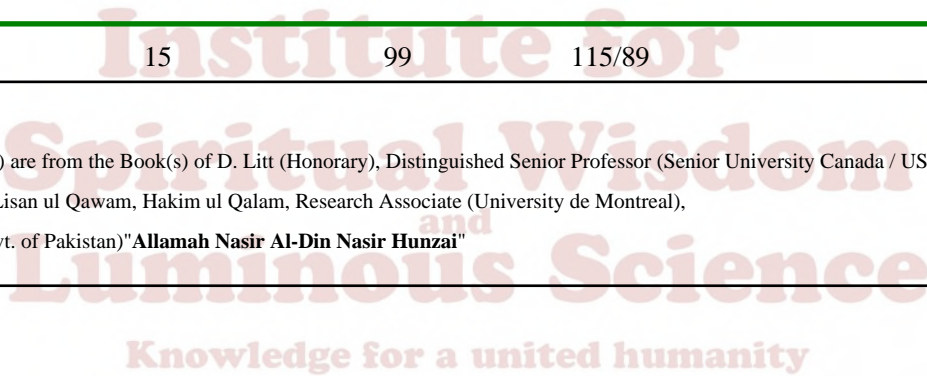 Institute for
15 99 115/89
Spiritual Wisdom
) are from the Book(s) of D. Litt (Honorary), Distinguished Senior Professor (Senior University Canada / US
Lisan ul Qawam, Hakim ul Qalam, Research Associate (University de Montreal),
and
vt. of Pakistan)"Allamah Nasir Al-Din Nasir Hunzai"
Luminous Science
Knowledge for a united humanity